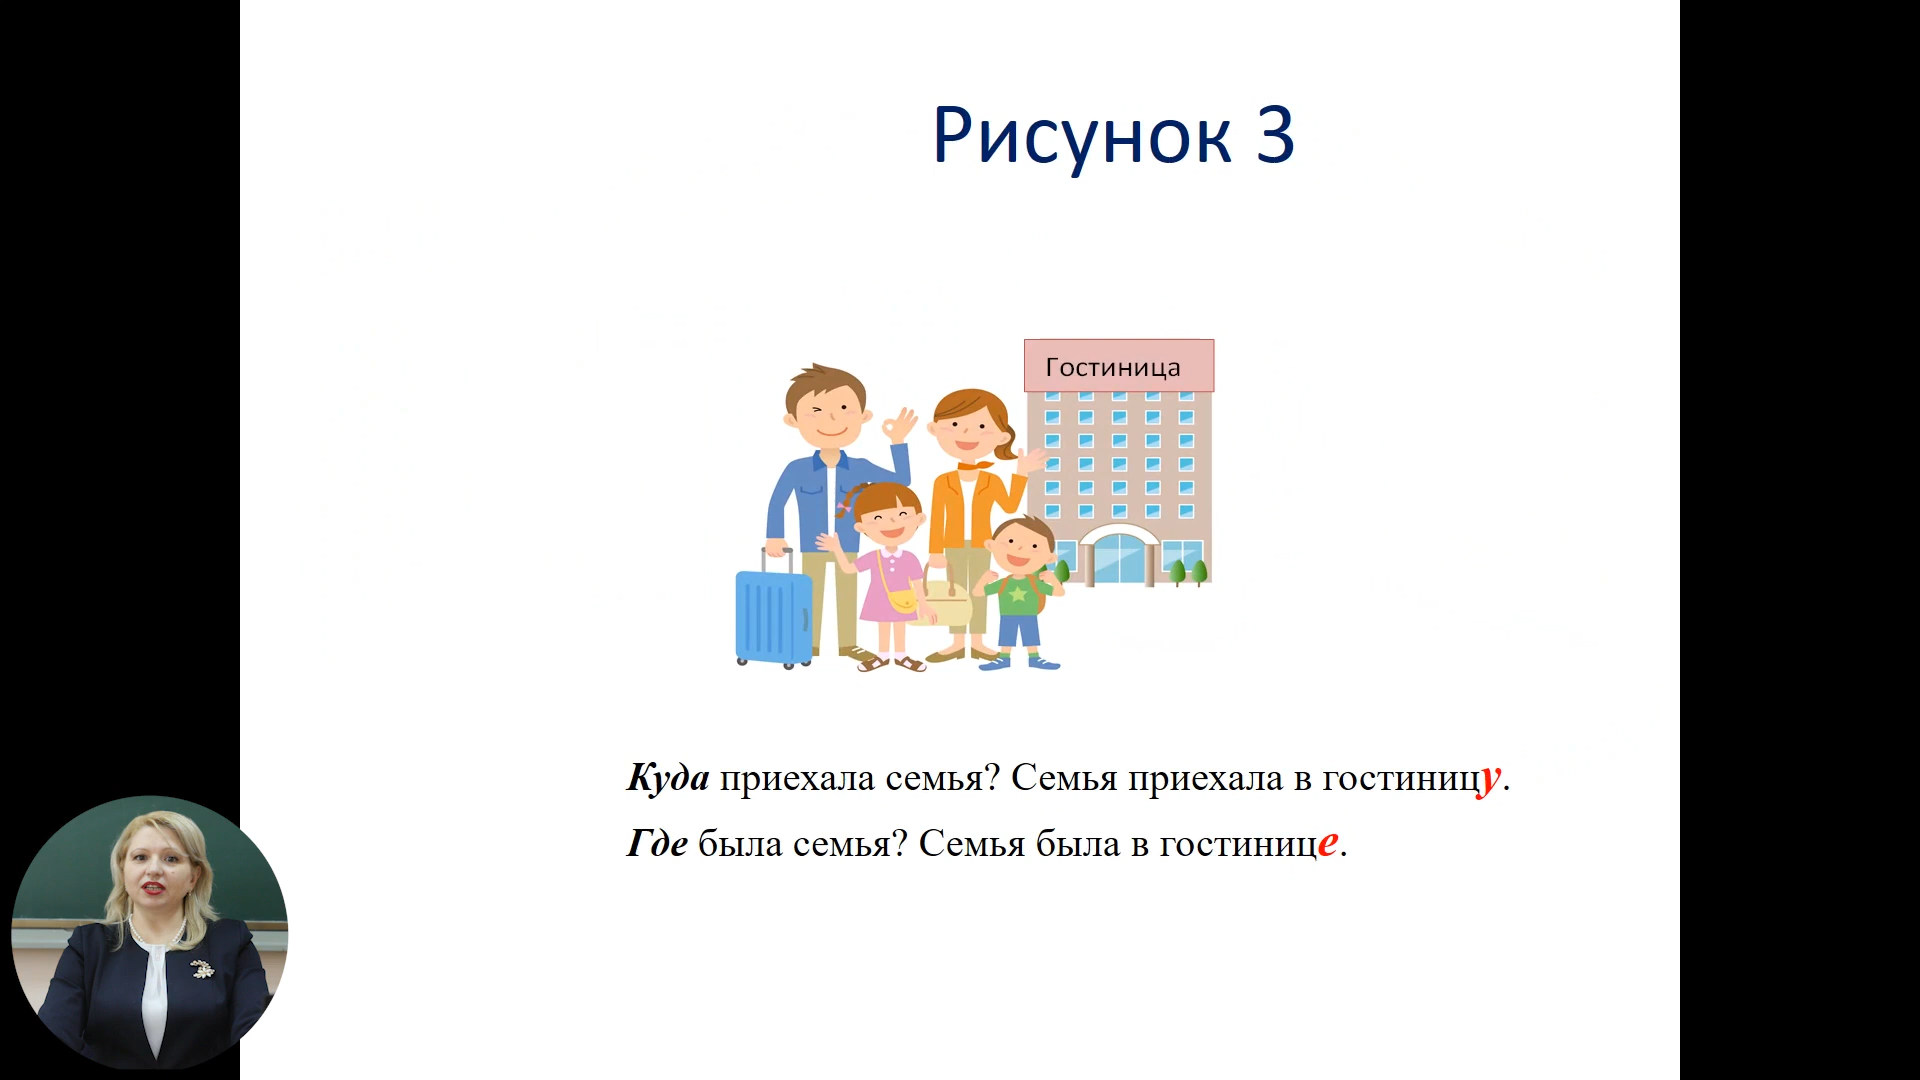 Рисунок 3
Гостиница
Куда приехала семья? Семья приехала в гостиницу.
Где была семья? Семья была в гостинице.